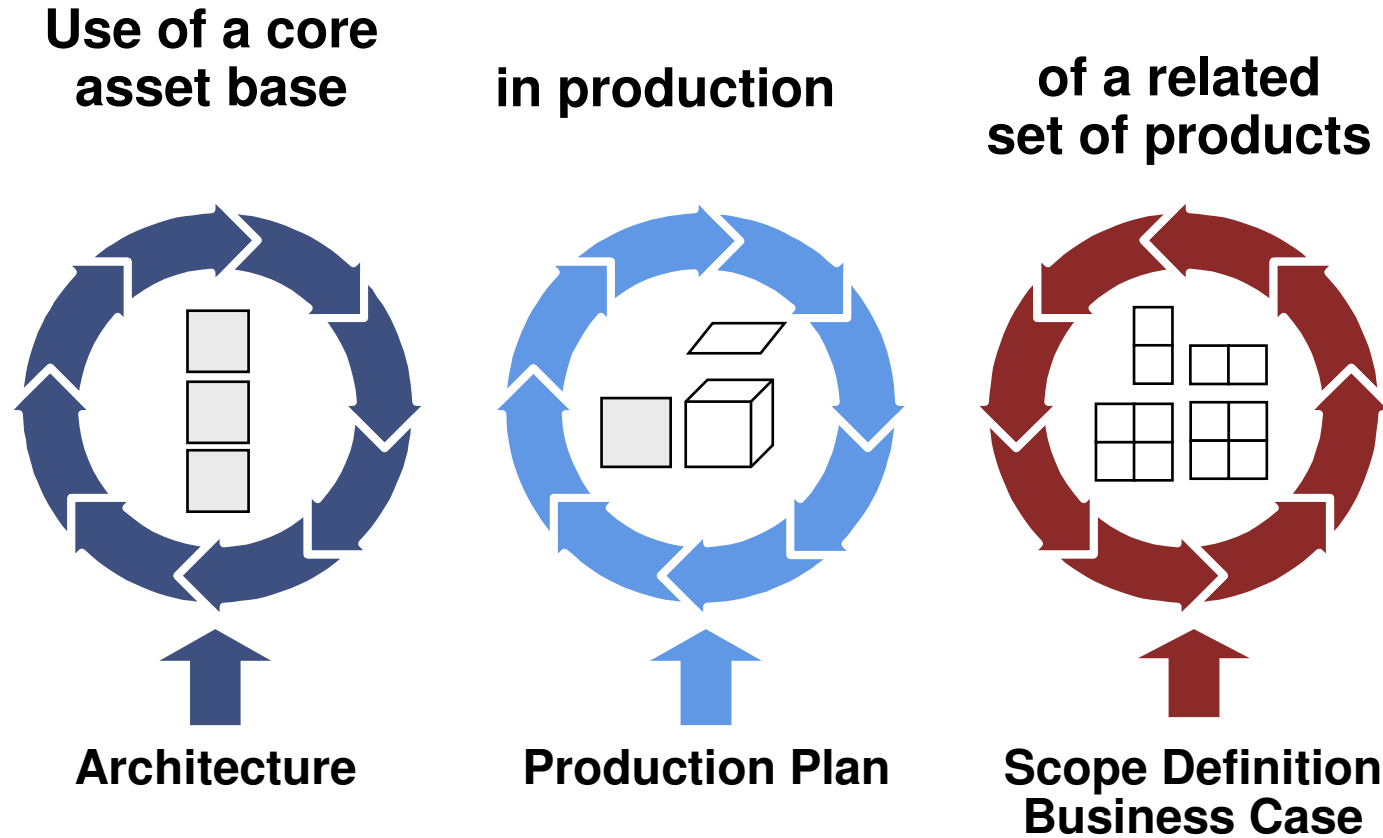 Use of a core
asset base
in production
of a related
set of products
Architecture
Production Plan
Scope Definition
Business Case